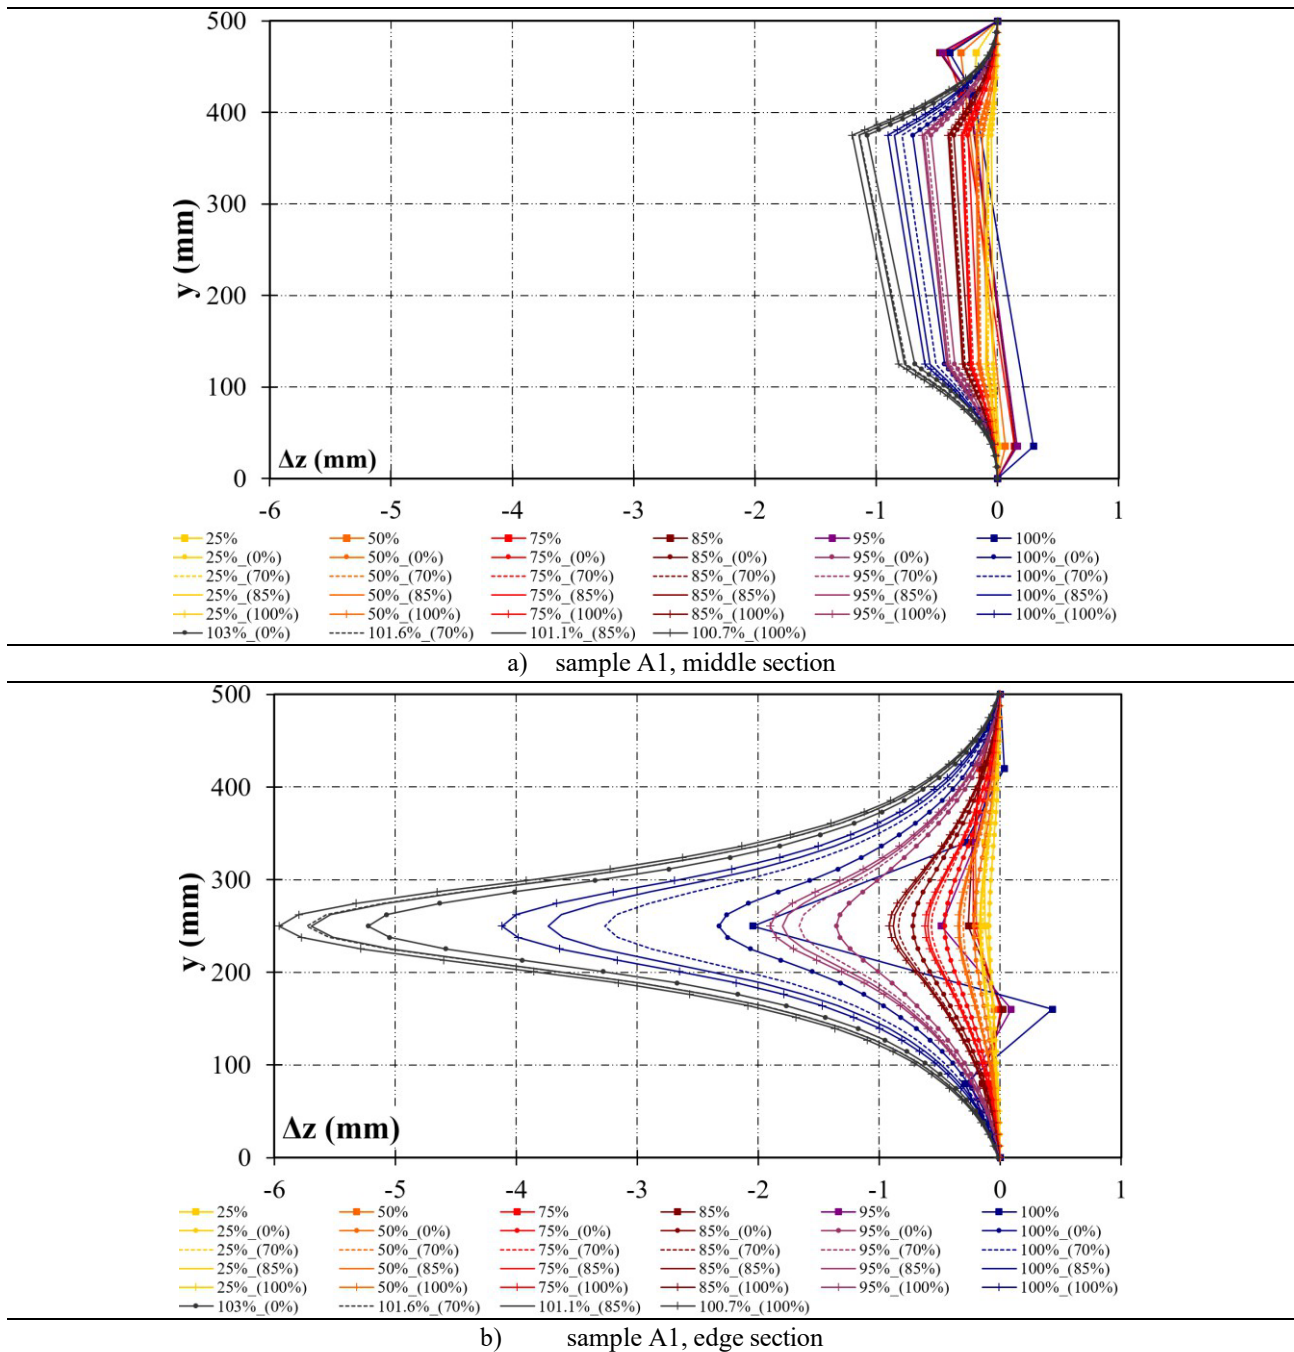 500
400
300
200
100
0
y (mm)
Δz (mm)
-6 -5 -4 -3 -2 -1 0 1
25% 50% 75% 85% 95% 100%
25%_(0%) 50%_(0%) 75%_(0%) 85%_(0%) 95%_(0%) 100%_(0%)
25%_(70%) 50%_(70%) 75%_(70%) 85%_(70%) 95%_(70%) 100%_(70%)
25%_(85%) 50%_(85%) 75%_(85%) 85%_(85%) 95%_(85%) 100%_(85%)
25%_(100%) 50%_(100%) 75%_(100%) 85%_(100%) 95%_(100%) 100%_(100%)
103%_(0%) 101.6%_(70%) 101.1%_(85%) 100.7%_(100%)
a) sample A1, middle section
500
400
300
200
100
0
y (mm)
Δz (mm)
-6 -5 -4 -3 -2 -1 0 1
25% 50% 75% 85% 95% 100%
25%_(0%) 50%_(0%) 75%_(0%) 85%_(0%) 95%_(0%) 100%_(0%)
25%_(70%) 50%_(70%) 75%_(70%) 85%_(70%) 95%_(70%) 100%_(70%)
25%_(85%) 50%_(85%) 75%_(85%) 85%_(85%) 95%_(85%) 100%_(85%)
25%_(100%) 50%_(100%) 75%_(100%) 85%_(100%) 95%_(100%) 100%_(100%)
103%_(0%) 101.6%_(70%) 101.1%_(85%) 100.7%_(100%)
b) sample A1, edge section